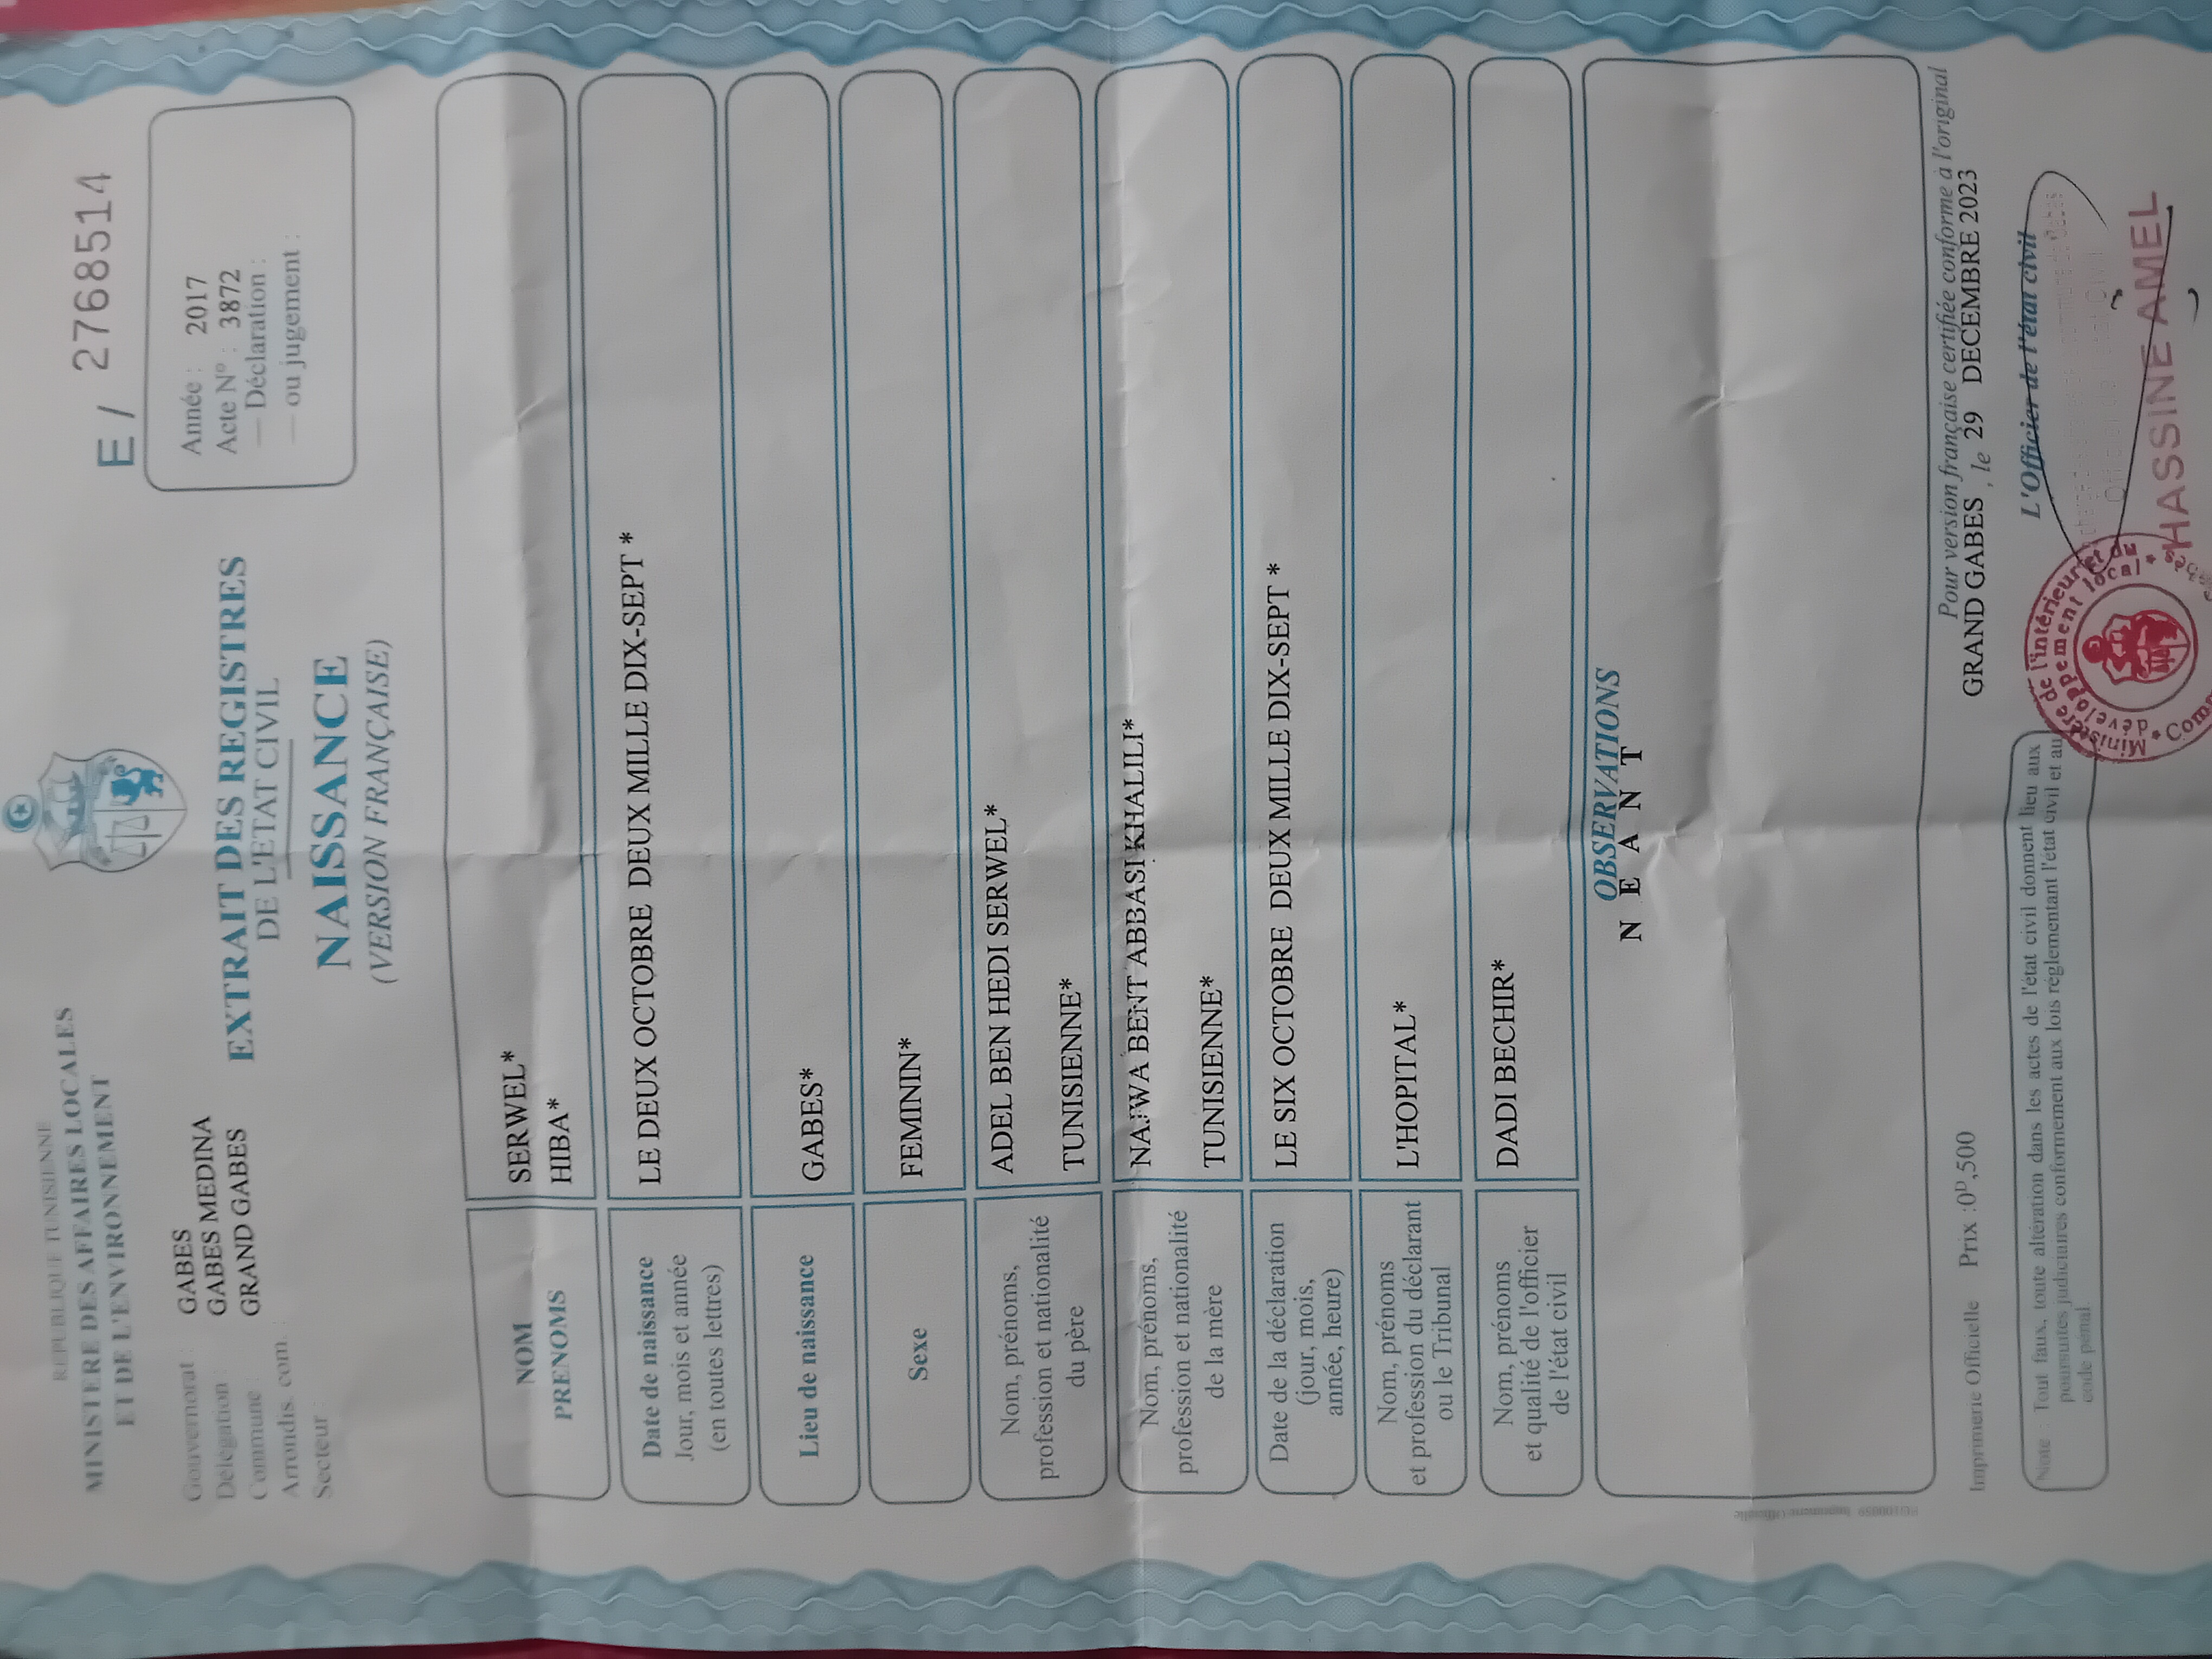 REPUBLIQUE TUNISIENNE
MINISTERE DES AFFAIRES LOCALES
ET DE L'ENVIRONNEMENT
E / 2768514
Gouvernorat : GABES
Délégation GABES MEDINA
Commune : GRAND GABES
Arrondis. com :
Secteur :
EXTRAIT DES REGISTRES
DE L'ETAT CIVIL
NAISSANCE
(VERSION FRANÇAISE)
Année : 2017
Acte N° : 3872
— Déclaration :
— ou jugement :
NOM SERWEL*
PRENOMS HIBA*
Date de naissance
Jour, mois et année
(en toutes lettres)
LE DEUX OCTOBRE DEUX MILLE DIX-SEPT *
Lieu de naissance GABES*
Sexe FEMININ*
Nom, prénoms,
profession et nationalité
du père
ADEL BEN HEDI SERWEL*
TUNISIENNE*
Nom, prénoms,
profession et nationalité
de la mère
BENT ABBASI KHALILI*
TUNISIENNE*
Date de la déclaration
(jour, mois,
année, heure)
LE SIX OCTOBRE DEUX MILLE DIX-SEPT *
Nom, prénoms
et profession du déclarant
ou le Tribunal
L'HOPITAL*
Nom, prénoms
et qualité de l'officier
de l'état civil
DADI BECHIR*
OBSERVATIONS
N E A N T
Imprimerie Officielle Prix :0ᴰ,500
Pour version française certifiée conforme à l'original
GRAND GABES , le 29 DECEMBRE 2023
L'Officier de l'état civil
Note : Tout faux, toute altération dans les actes de l'état civil donnent lieu aux
poursuites judiciaires conformement aux lois réglementant l'état civil et au
code pénal.
Ministère de l'intérieur et du
développement local
HASSINE AMEL